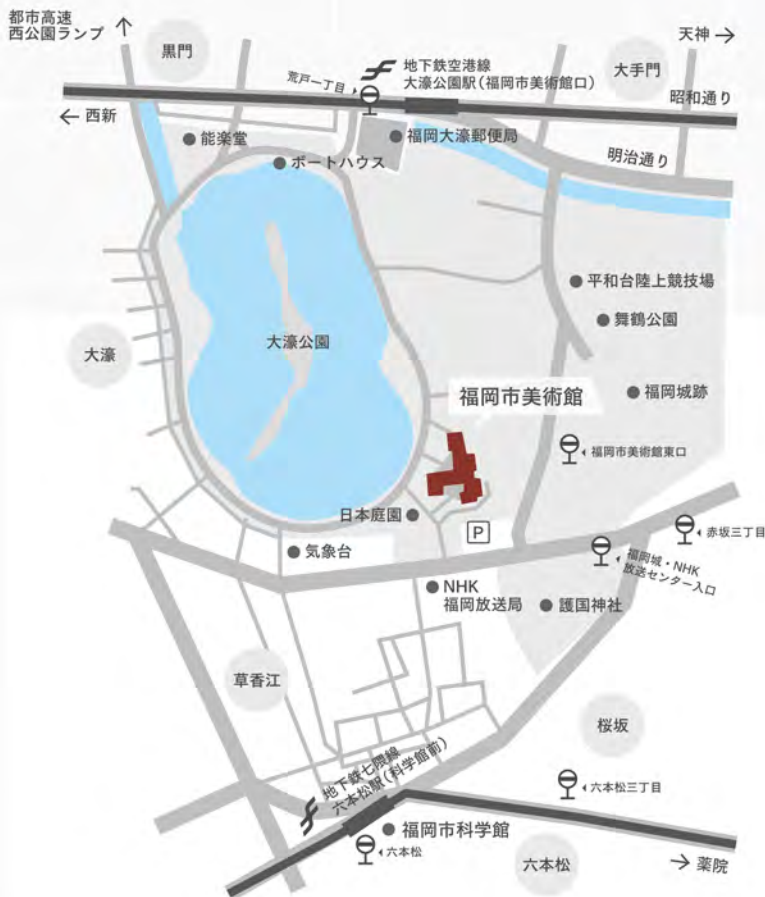 都市高速
西公園ランプ
黒門
天神
大手門
地下鉄空港線
大濠公園駅(福岡市美術館口)
荒戸一丁目
昭和通り
西新
能楽堂
福岡大濠郵便局
明治通り
ボートハウス
平和台陸上競技場
舞鶴公園
大濠公園
大濠
福岡市美術館
福岡城跡
福岡市美術館東口
日本庭園
P
赤坂三丁目
気象台
福岡城・NHK
放送センター入口
NHK
福岡放送局
護国神社
草香江
桜坂
地下鉄七隈線
六本松駅(科学館前)
六本松三丁目
福岡市科学館
六本松
六本松
薬院